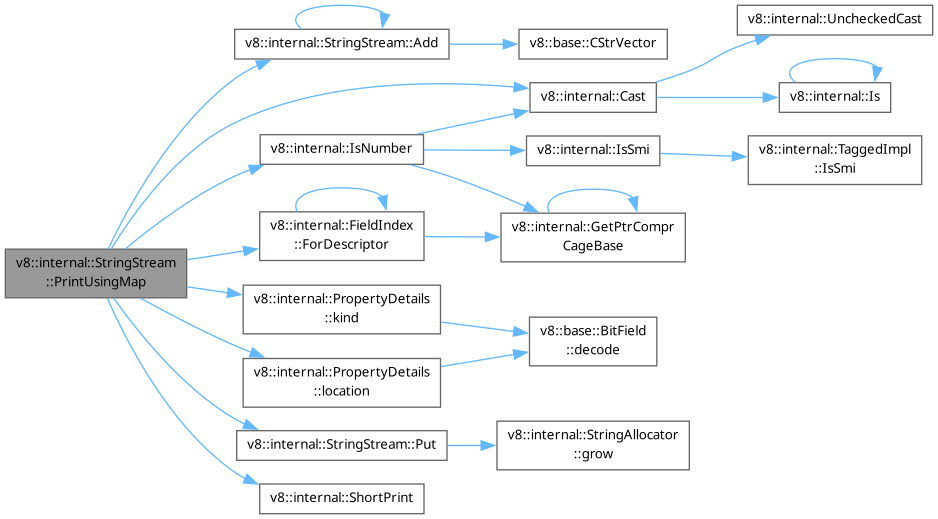 v8::internal::StringStream
::PrintUsingMap
v8::internal::StringStream::Add
v8::base::CStrVector
v8::internal::UncheckedCast
v8::internal::Cast
v8::internal::Is
v8::internal::IsNumber
v8::internal::IsSmi
v8::internal::TaggedImpl
::IsSmi
v8::internal::FieldIndex
::ForDescriptor
v8::internal::GetPtrCompr
CageBase
v8::internal::PropertyDetails
::kind
v8::base::BitField
::decode
v8::internal::PropertyDetails
::location
v8::internal::StringStream::Put
v8::internal::StringAllocator
::grow
v8::internal::ShortPrint